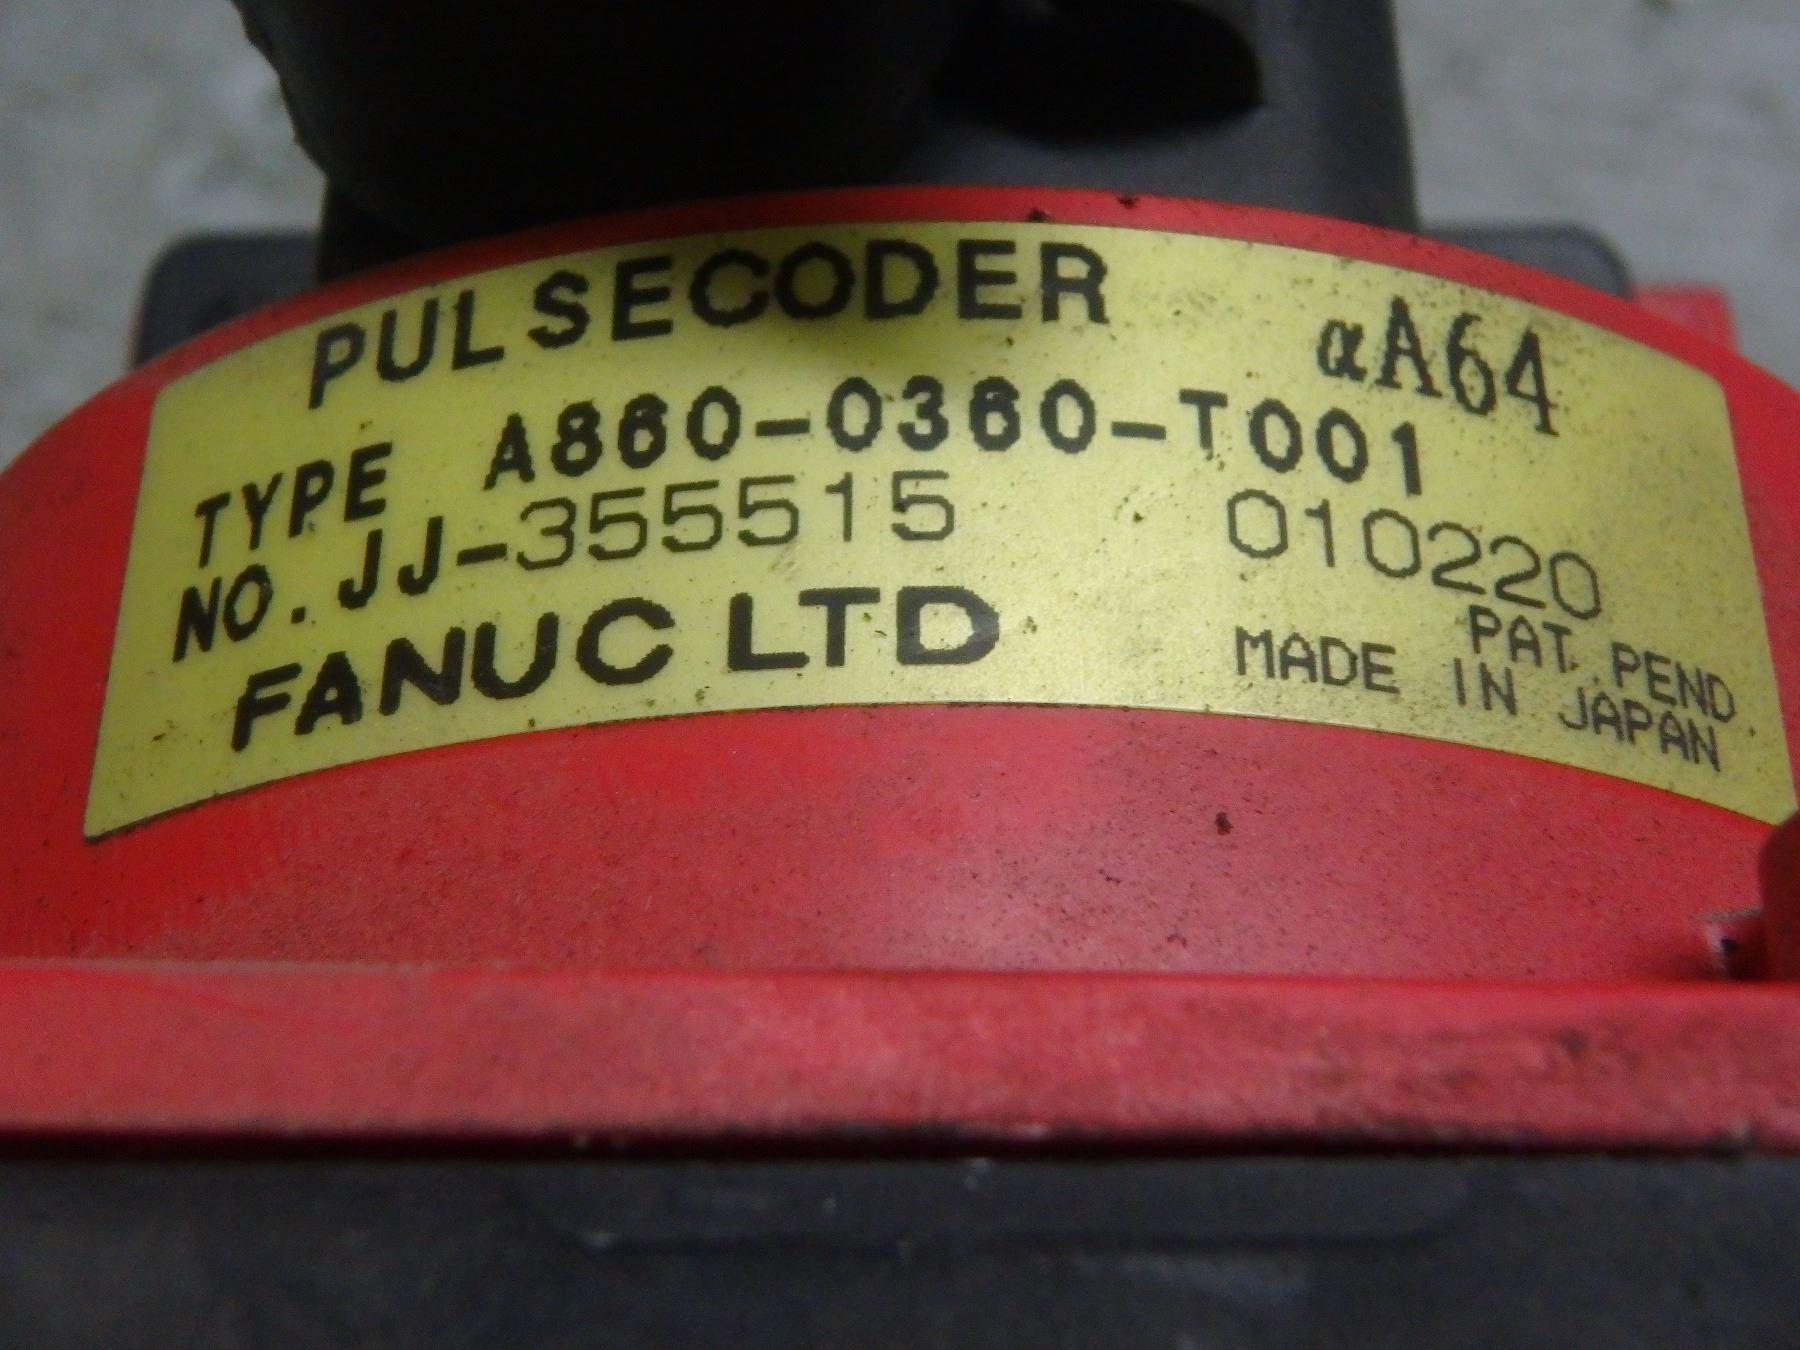 PULSECODER αA64
TYPE A860-0360-T001
NO. JJ-355515 010220
FANUC LTD PAT. PEND
MADE IN JAPAN